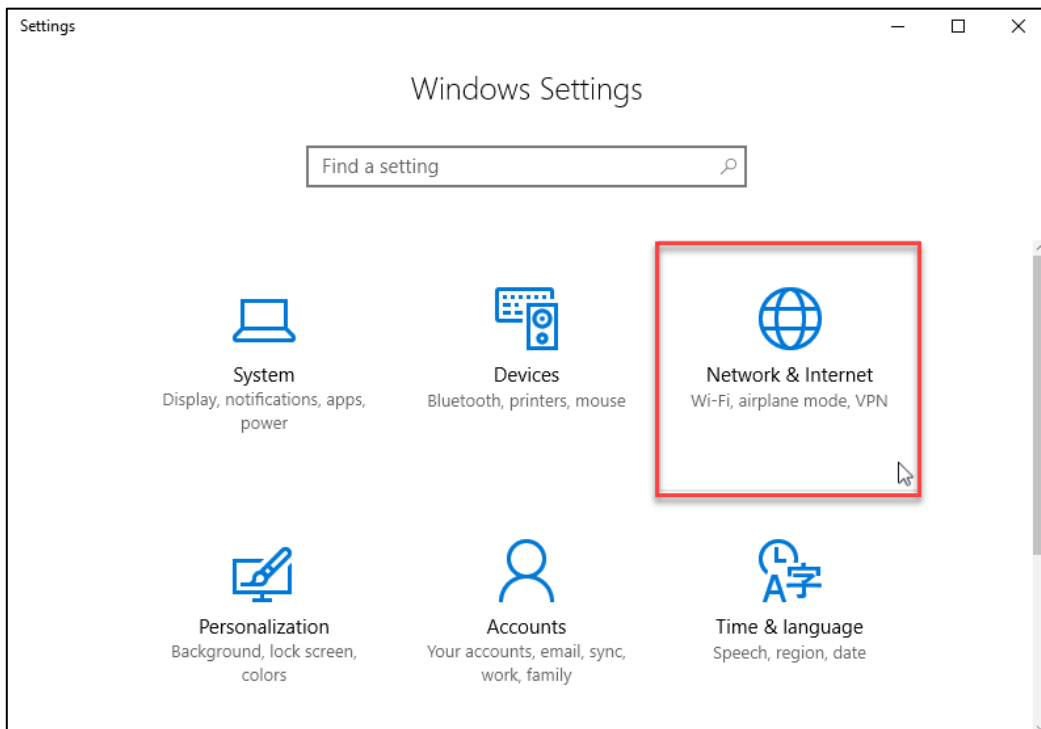 Settings
Windows Settings
Find a setting
System
Display, notifications, apps,
power
Devices
Bluetooth, printers, mouse
Network & Internet
Wi-Fi, airplane mode, VPN
Personalization
Background, lock screen,
colors
Accounts
Your accounts, email, sync,
work, family
A字
Time & language
Speech, region, date